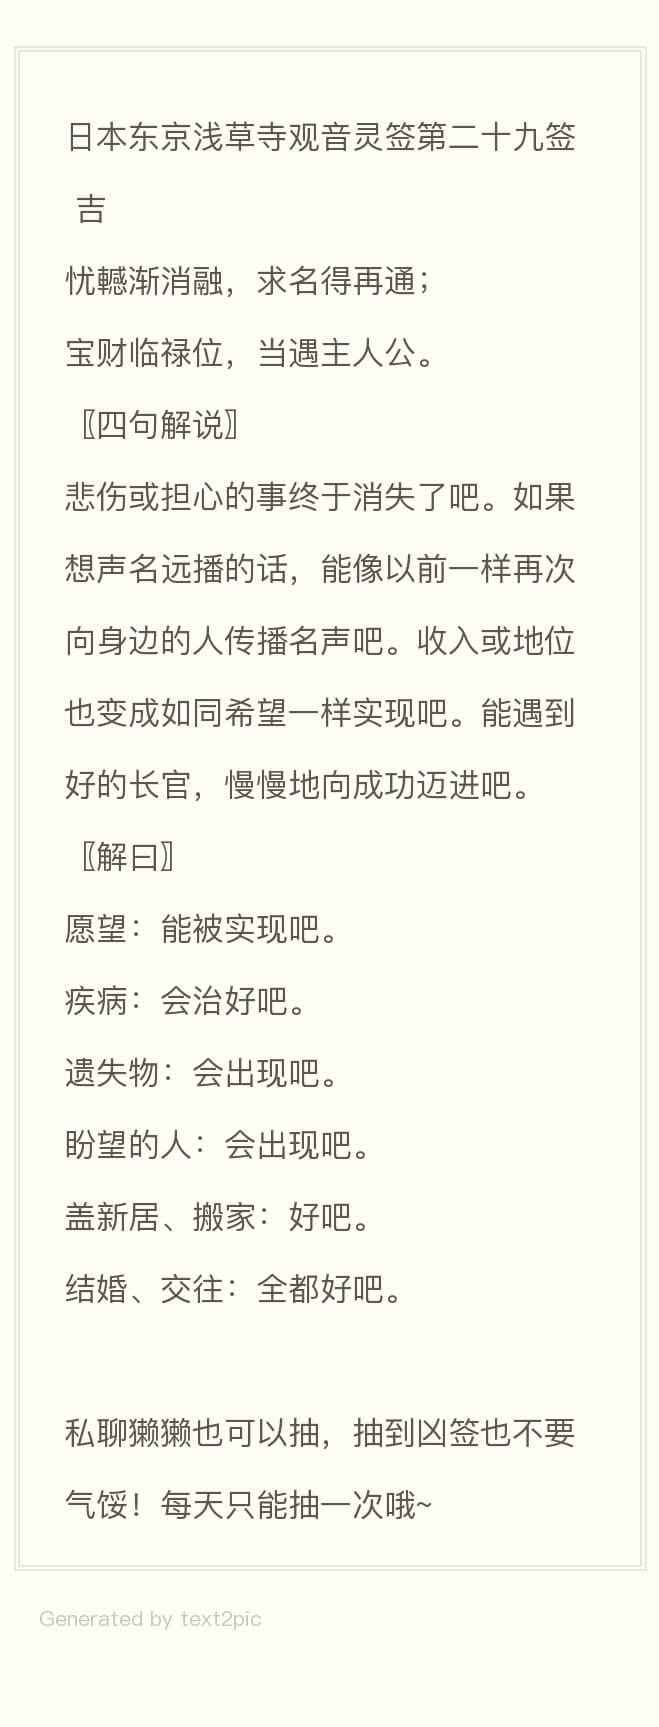 日本东京浅草寺观音灵签第二十九签
吉
忧轗渐消融，求名得再通；
宝财临禄位，当遇主人公。
〖四句解说〗
悲伤或担心的事终于消失了吧。如果
想声名远播的话，能像以前一样再次
向身边的人传播名声吧。收入或地位
也变成如同希望一样实现吧。能遇到
好的长官，慢慢地向成功迈进吧。
〖解曰〗
愿望：能被实现吧。
疾病：会治好吧。
遗失物：会出现吧。
盼望的人：会出现吧。
盖新居、搬家：好吧。
结婚、交往：全都好吧。
私聊獭獭也可以抽，抽到凶签也不要
气馁！每天只能抽一次哦~
Generated by text2pic